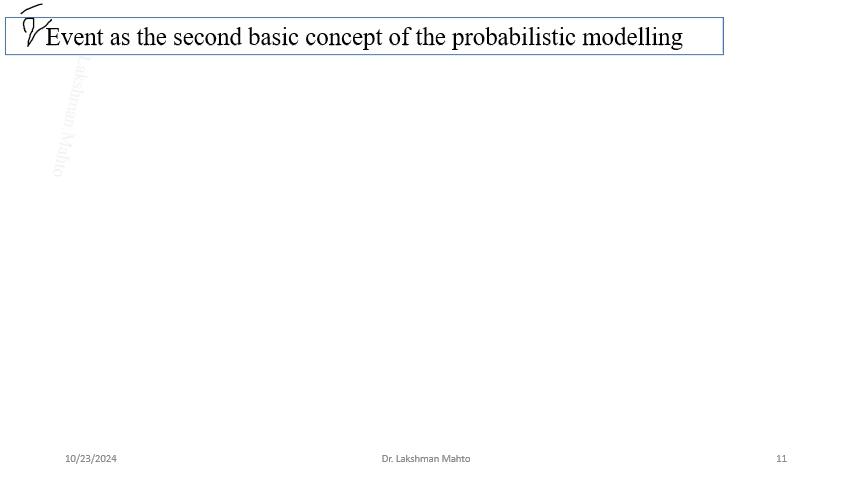 Event as the second basic concept of the probabilistic modelling
Lakshman Mahto
10/23/2024
Dr. Lakshman Mahto
11